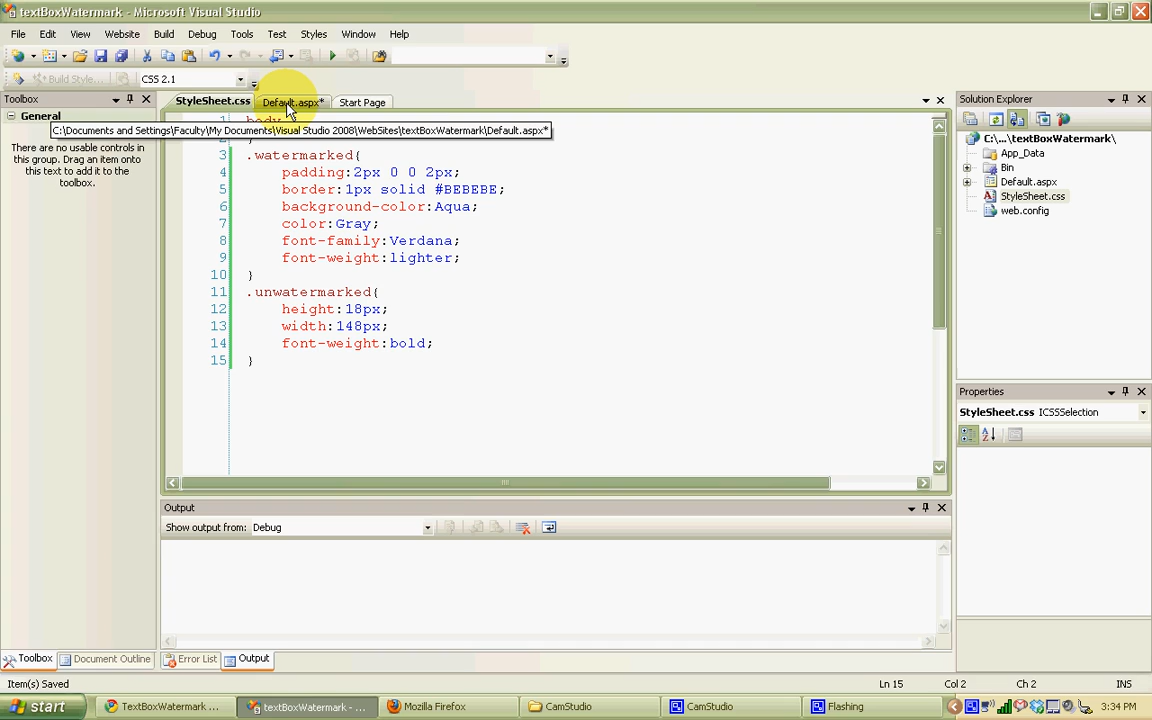 textBoxWatermark - Microsoft Visual Studio
File Edit View Website Build Debug Tools Test Styles Window Help
Build Style... CSS 2.1
Toolbox
StyleSheet.css Default.aspx* Start Page
Solution Explorer
General
There are no usable controls in this group. Drag an item onto this text to add it to the toolbox.
C:\Documents and Settings\Faculty\My Documents\Visual Studio 2008\WebSites\textBoxWatermark\Default.aspx*
1 body
2 }
3 .watermarked{
4 padding:2px 0 0 2px;
5 border:1px solid #BEBEBE;
6 background-color:Aqua;
7 color:Gray;
8 font-family:Verdana;
9 font-weight:lighter;
10 }
11 .unwatermarked{
12 height:18px;
13 width:148px;
14 font-weight:bold;
15 }
C:\...\textBoxWatermark\
App_Data
Bin
Default.aspx
StyleSheet.css
web.config
Properties
StyleSheet.css ICSSSelection
Output
Show output from: Debug
Toolbox Document Outline Error List Output
Item(s) Saved Ln 15 Col 2 Ch 2 INS
start TextBoxWatermark ... textBoxWatermark - ... Mozilla Firefox CamStudio CamStudio Flashing 3:34 PM